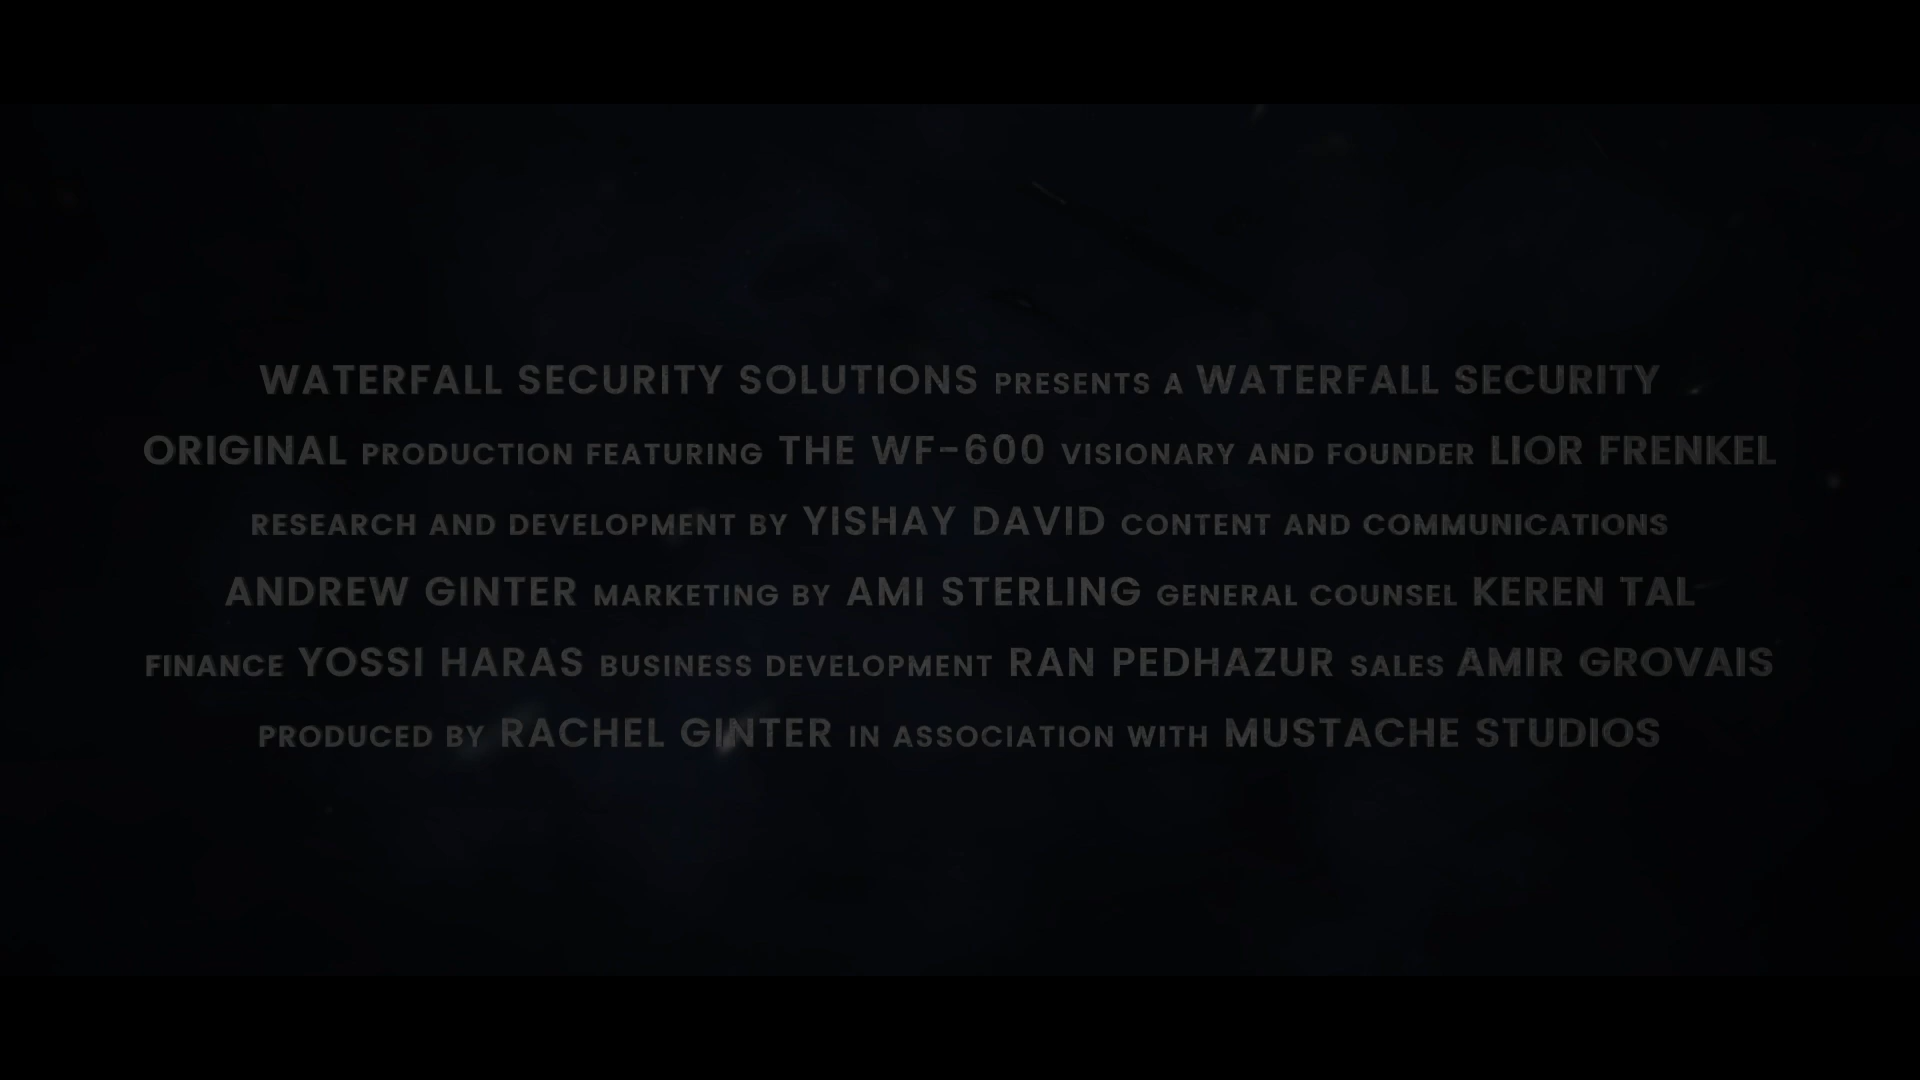 WATERFALL SECURITY SOLUTIONS PRESENTS A WATERFALL SECURITY
ORIGINAL PRODUCTION FEATURING THE WF-600 VISIONARY AND FOUNDER LIOR FRENKEL
RESEARCH AND DEVELOPMENT BY YISHAY DAVID CONTENT AND COMMUNICATIONS
ANDREW GINTER MARKETING BY AMI STERLING GENERAL COUNSEL KEREN TAL
FINANCE YOSSI HARAS BUSINESS DEVELOPMENT RAN PEDHAZUR SALES AMIR GROVAIS
PRODUCED BY RACHEL GINTER IN ASSOCIATION WITH MUSTACHE STUDIOS